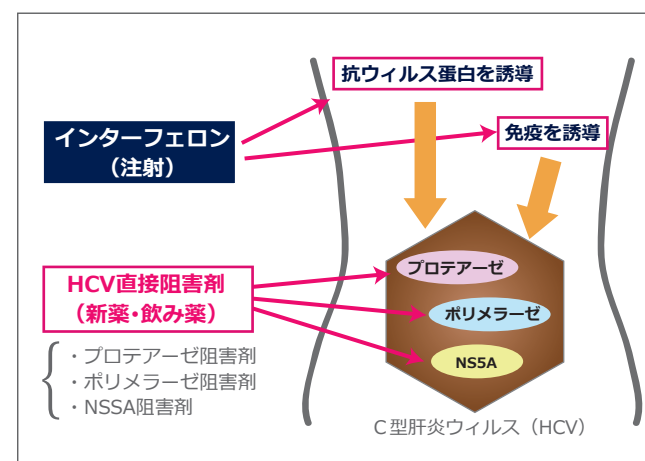 抗ウィルス蛋白を誘導
インターフェロン
（注射）
免疫を誘導
HCV直接阻害剤
（新薬・飲み薬）
プロテアーゼ
ポリメラーゼ
NS5A
・プロテアーゼ阻害剤
・ポリメラーゼ阻害剤
・NSSA阻害剤
C型肝炎ウィルス（HCV）